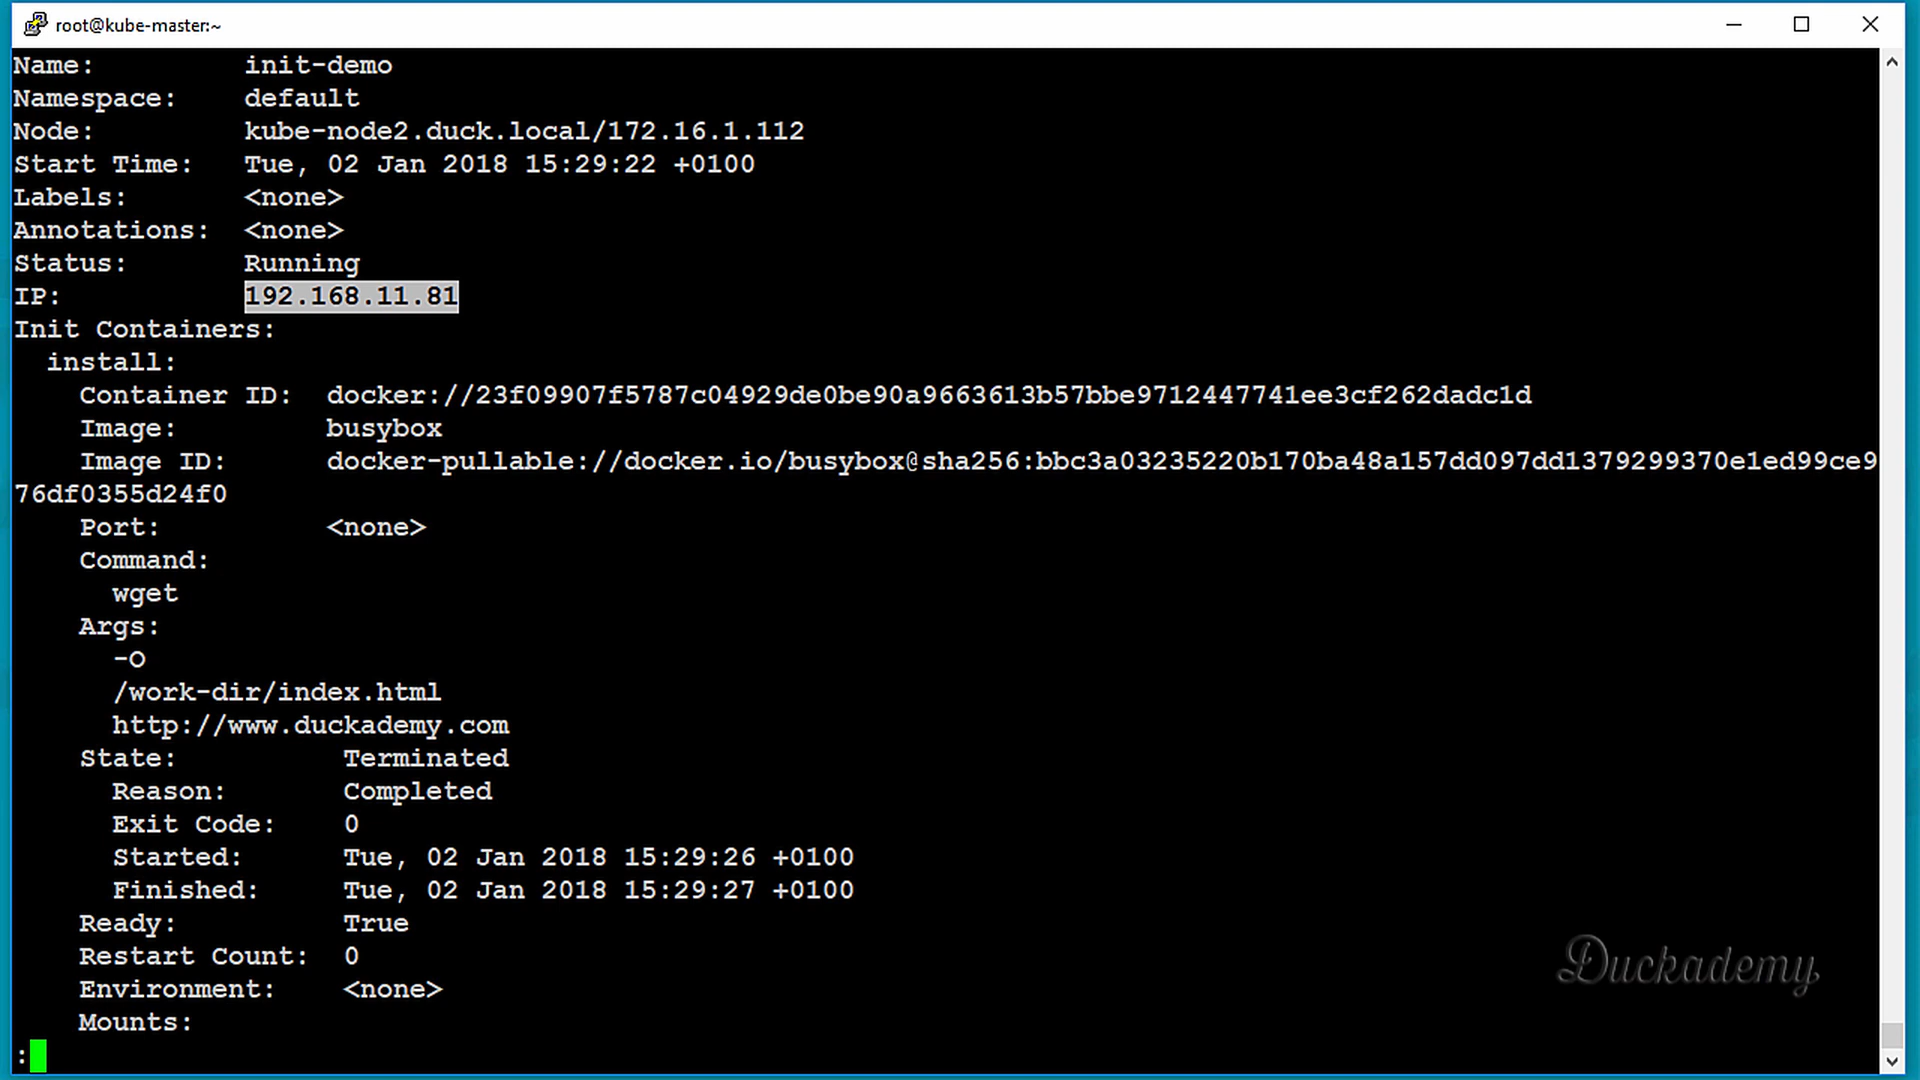 root@kube-master:~
Name:          init-demo
Namespace:     default
Node:          kube-node2.duck.local/172.16.1.112
Start Time:    Tue, 02 Jan 2018 15:29:22 +0100
Labels:        <none>
Annotations:   <none>
Status:        Running
IP:            192.168.11.81
Init Containers:
  install:
    Container ID:  docker://23f09907f5787c04929de0be90a9663613b57bbe9712447741ee3cf262dadc1d
    Image:         busybox
    Image ID:      docker-pullable://docker.io/busybox@sha256:bbc3a03235220b170ba48a157dd097dd1379299370e1ed99ce9
76df0355d24f0
    Port:          <none>
    Command:
      wget
    Args:
      -O
      /work-dir/index.html
      http://www.duckademy.com
    State:          Terminated
      Reason:       Completed
      Exit Code:    0
      Started:      Tue, 02 Jan 2018 15:29:26 +0100
      Finished:     Tue, 02 Jan 2018 15:29:27 +0100
    Ready:          True
    Restart Count:  0
    Environment:    <none>
    Mounts:
:
Duckademy